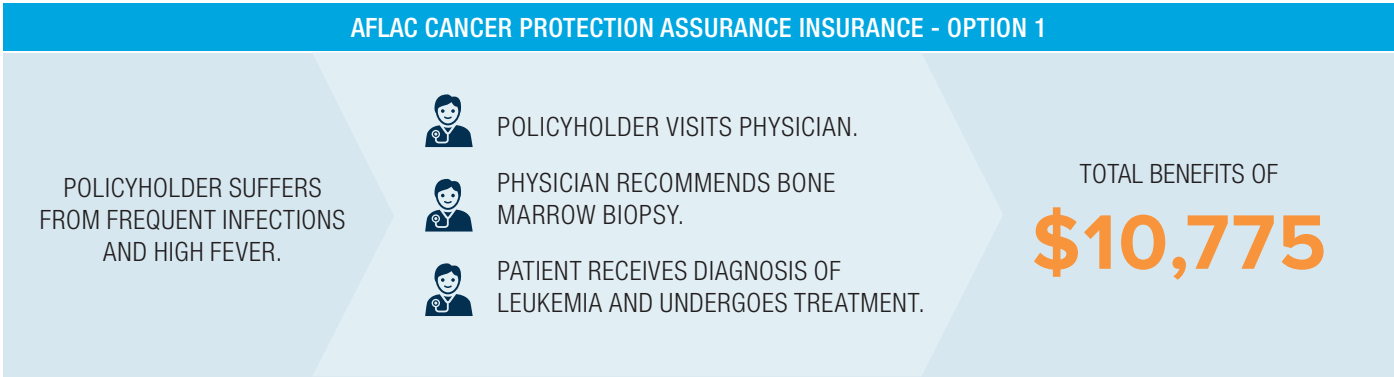 AFLAC CANCER PROTECTION ASSURANCE INSURANCE - OPTION 1
POLICYHOLDER SUFFERS
FROM FREQUENT INFECTIONS
AND HIGH FEVER.
POLICYHOLDER VISITS PHYSICIAN.
PHYSICIAN RECOMMENDS BONE
MARROW BIOPSY.
PATIENT RECEIVES DIAGNOSIS OF
LEUKEMIA AND UNDERGOES TREATMENT.
TOTAL BENEFITS OF
$10,775